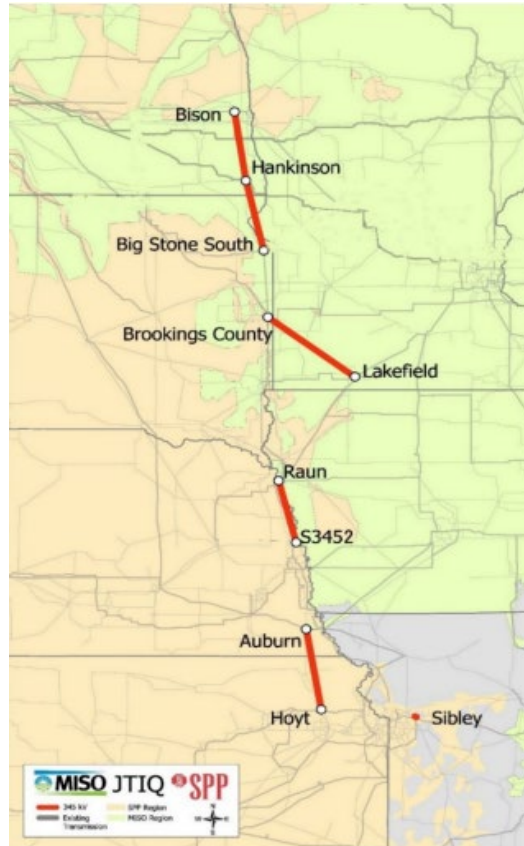 Bison
Hankinson
Big Stone South
Brookings County
Lakefield
Raun
S3452
Auburn
Hoyt
Sibley
MISO JTIQ SPP
345 kV
SPP Region
Existing
Transmission
MISO Region